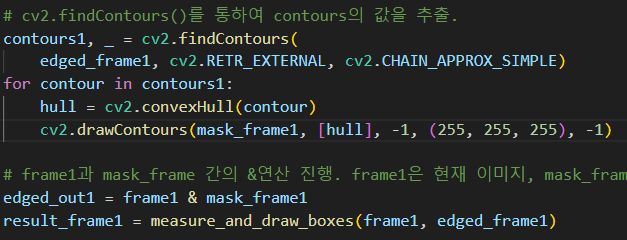 # cv2.findContours()를 통하여 contours의 값을 추출.
contours1, _ = cv2.findContours(
    edged_frame1, cv2.RETR_EXTERNAL, cv2.CHAIN_APPROX_SIMPLE)
for contour in contours1:
    hull = cv2.convexHull(contour)
    cv2.drawContours(mask_frame1, [hull], -1, (255, 255, 255), -1)

# frame1과 mask_frame 간의 &연산 진행. frame1은 현재 이미지, mask_fram
edged_out1 = frame1 & mask_frame1
result_frame1 = measure_and_draw_boxes(frame1, edged_frame1)